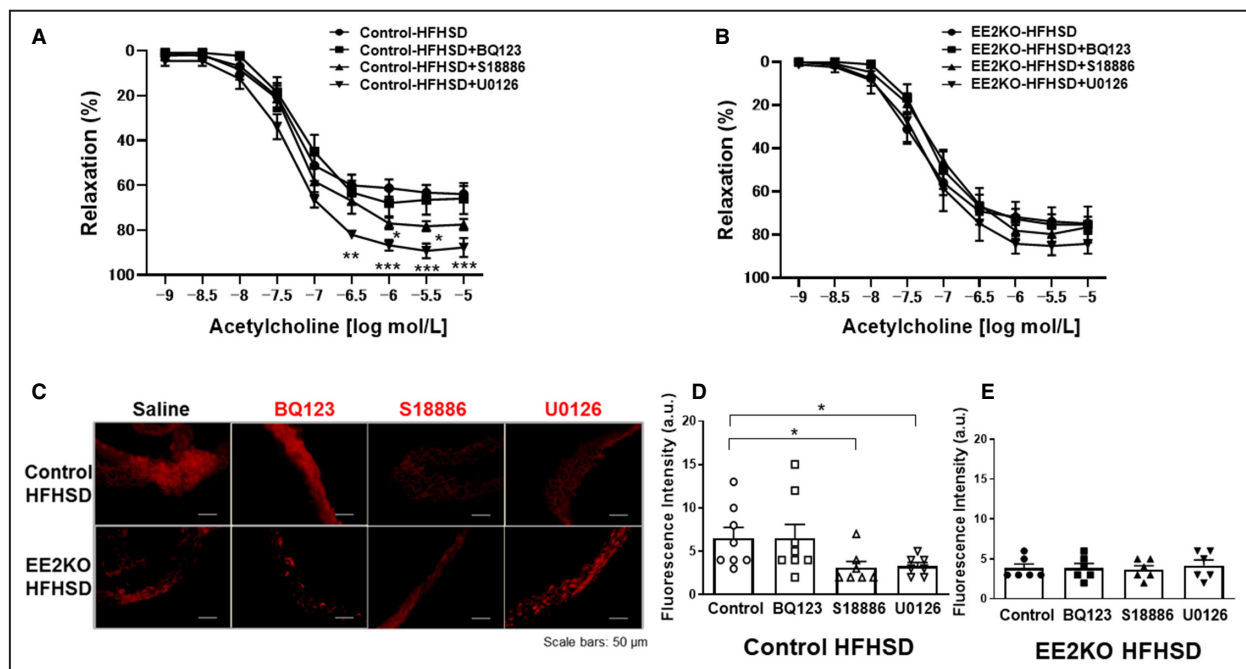 A
Control-HFHSD
Control-HFHSD+BQ123
Control-HFHSD+S18886
Control-HFHSD+U0126
Relaxation (%)
0
20
40
60
80
100
* *
** *** *** ***
−9 −8.5 −8 −7.5 −7 −6.5 −6 −5.5 −5
Acetylcholine [log mol/L]
B
EE2KO-HFHSD
EE2KO-HFHSD+BQ123
EE2KO-HFHSD+S18886
EE2KO-HFHSD+U0126
Relaxation (%)
0
20
40
60
80
100
−9 −8.5 −8 −7.5 −7 −6.5 −6 −5.5 −5
Acetylcholine [log mol/L]
C
Saline BQ123 S18886 U0126
Control
HFHSD
EE2KO
HFHSD
Scale bars: 50 µm
D
Fluorescence Intensity (a.u.)
20
15
10
5
0
*
*
Control BQ123 S18886 U0126
Control HFHSD
E
Fluorescence Intensity (a.u.)
20
15
10
5
0
Control BQ123 S18886 U0126
EE2KO HFHSD